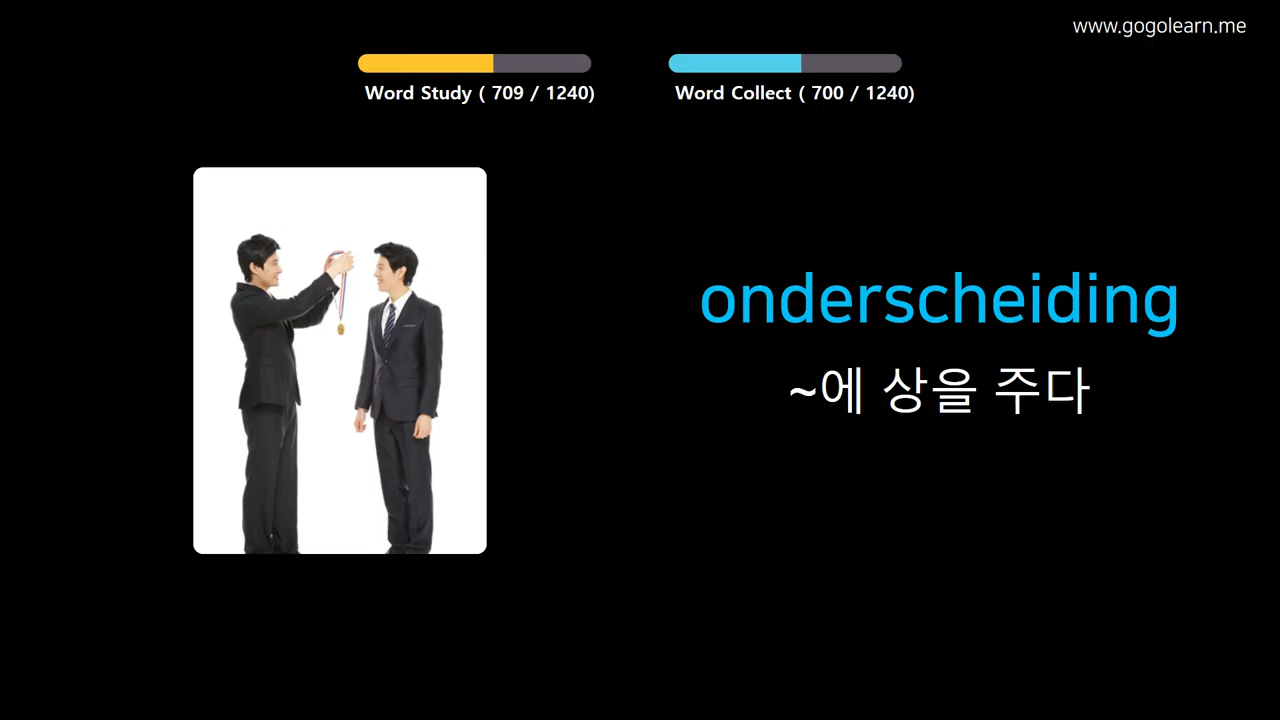 www.gogolearn.me
Word Study ( 709 / 1240)
Word Collect ( 700 / 1240)
onderscheiding
~에 상을 주다